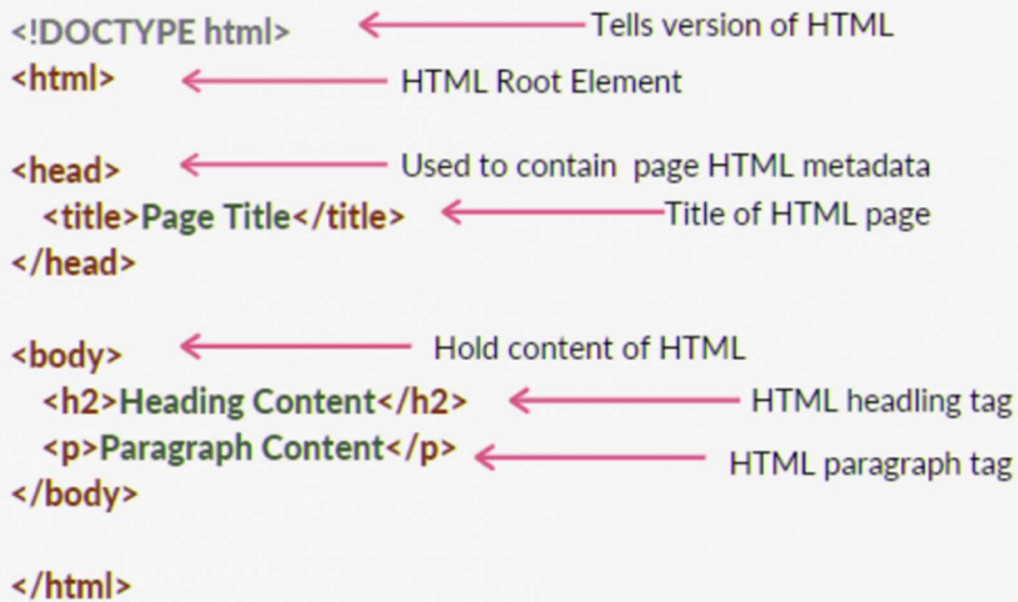 <!DOCTYPE html> Tells version of HTML
<html> HTML Root Element
<head> Used to contain page HTML metadata
<title>Page Title</title> Title of HTML page
</head>
<body> Hold content of HTML
<h2>Heading Content</h2> HTML headling tag
<p>Paragraph Content</p> HTML paragraph tag
</body>
</html>